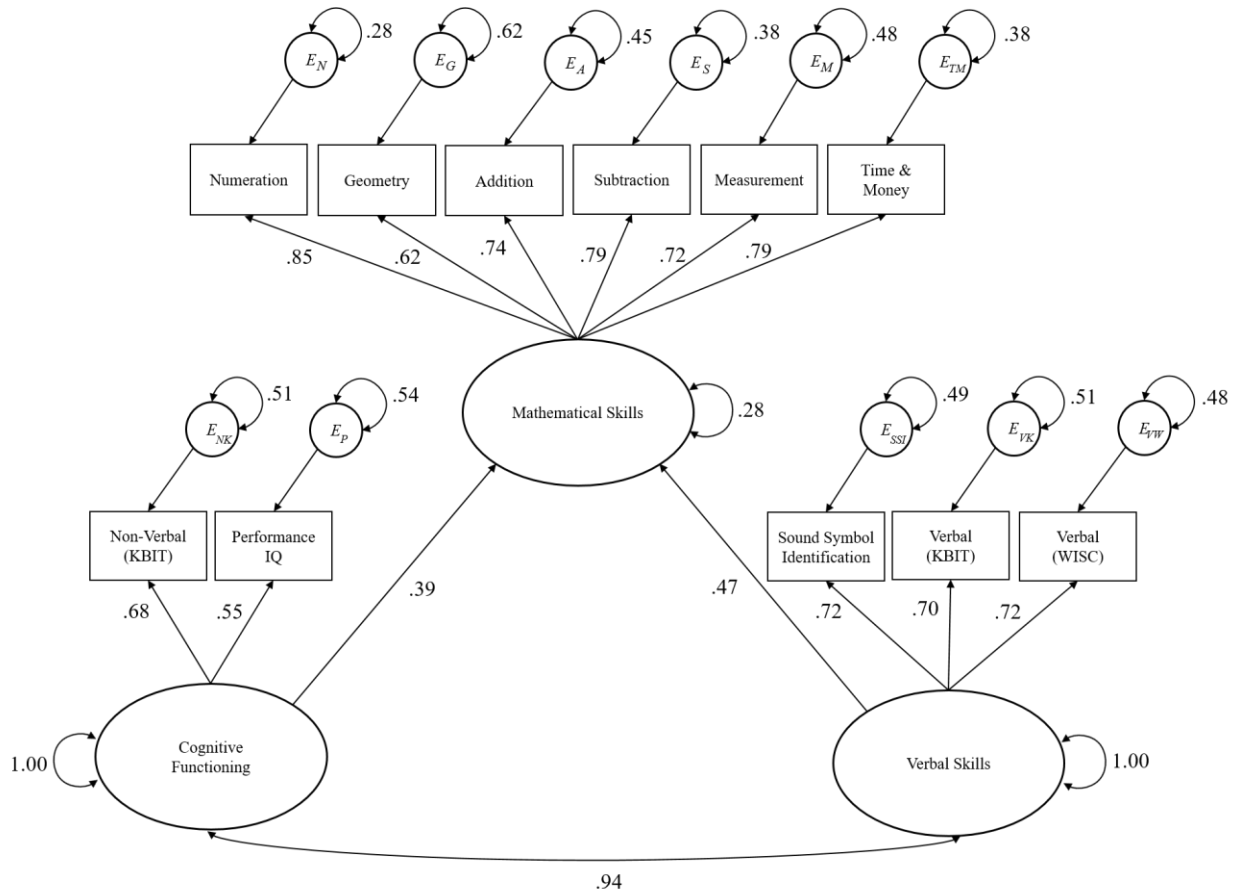 .28
.62
.45
.38
.48
.38
E_N
E_G
E_A
E_S
E_M
E_TM
Numeration
Geometry
Addition
Subtraction
Measurement
Time &
Money
.85
.62
.74
.79
.72
.79
Mathematical Skills
.28
.51
.54
E_NK
E_P
Non-Verbal
(KBIT)
Performance
IQ
.68
.55
.39
.49
.51
.48
E_SSI
E_VK
E_VW
Sound Symbol
Identification
Verbal
(KBIT)
Verbal
(WISC)
.47
.72
.70
.72
1.00
Cognitive
Functioning
Verbal Skills
1.00
.94